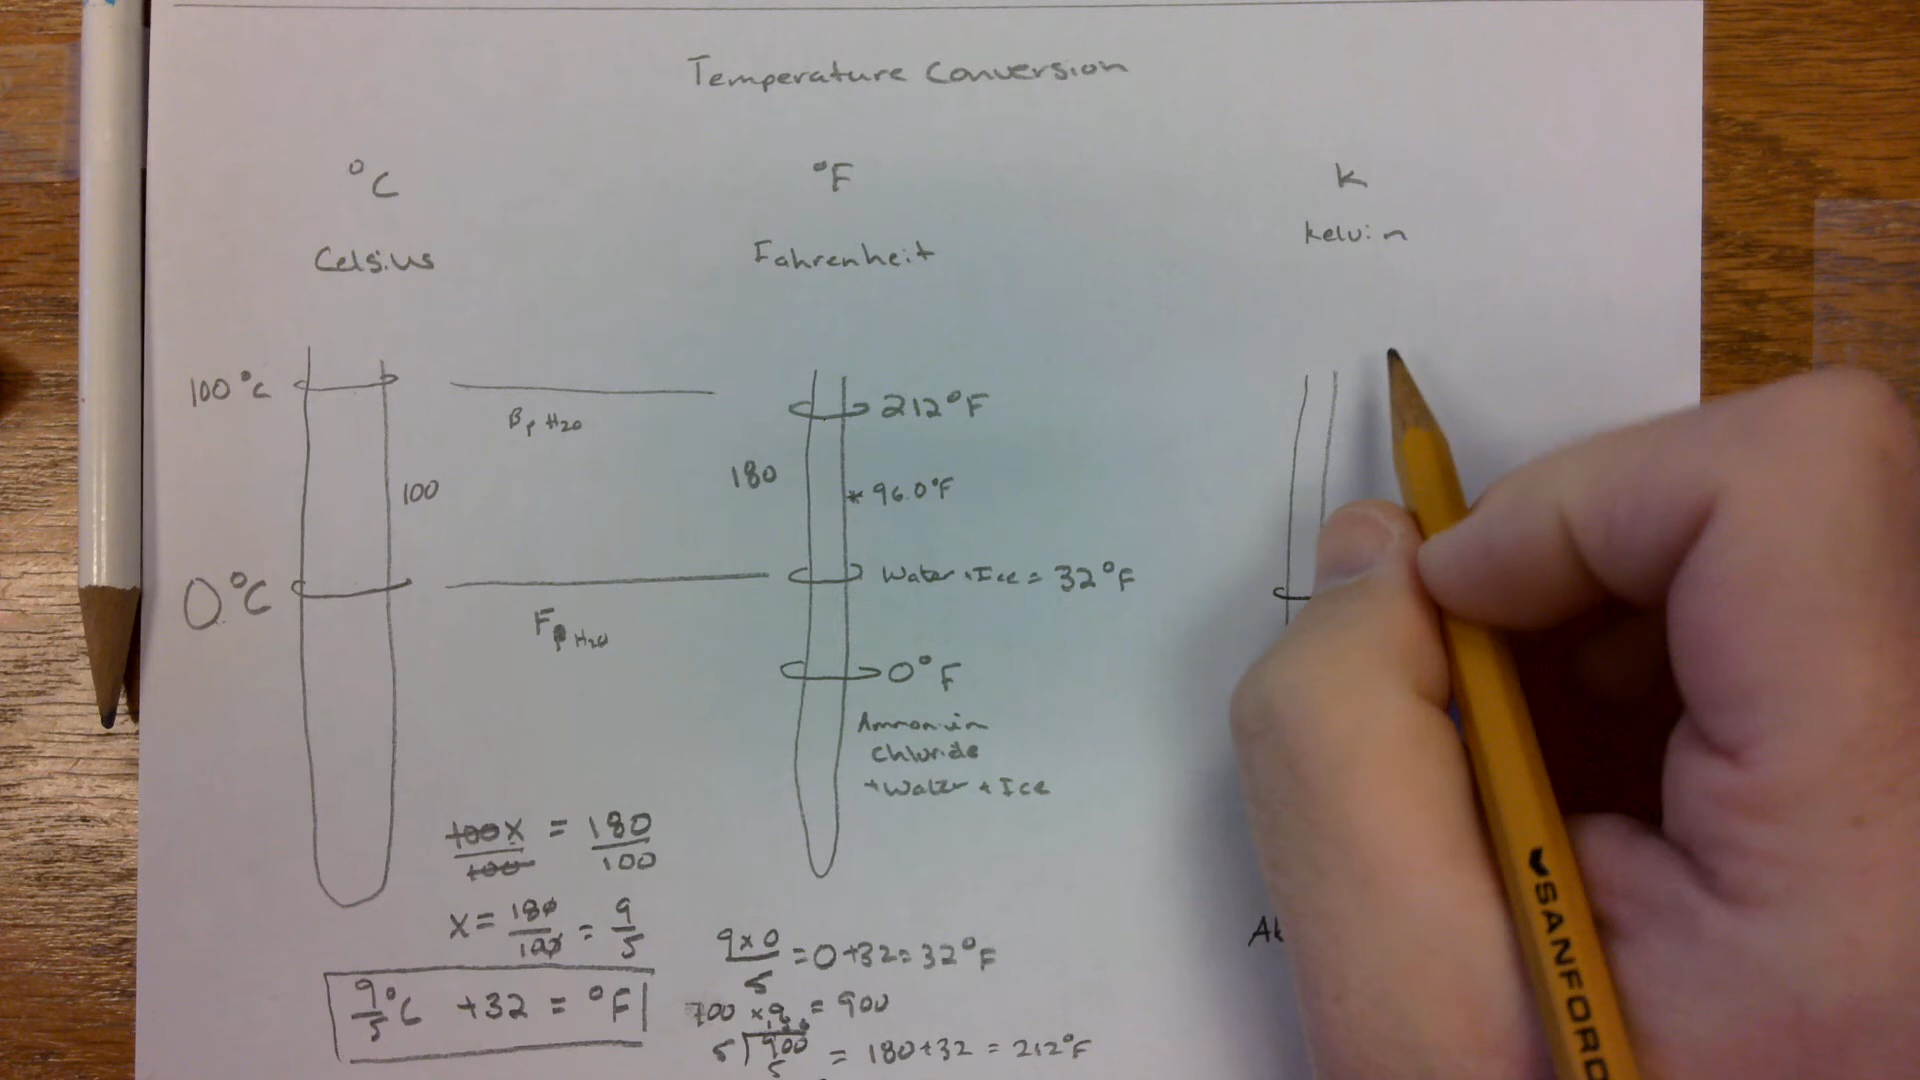 Temperature Conversion
°C
Celsius
°F
Fahrenheit
K
Kelvin
100°C
Bp H20
212°F
100
180
* 96.0°F
0°C
Fp H20
Water + Ice = 32°F
0°F
Ammonium
Chloride
+ Water + Ice
100x/100 = 180/100
x = 180/100 = 9/5
9/5 °C + 32 = °F
9x0/5 = 0+32 = 32°F
100 x 9 = 900
5 900 = 180+32 = 212°F
5
SANFORD